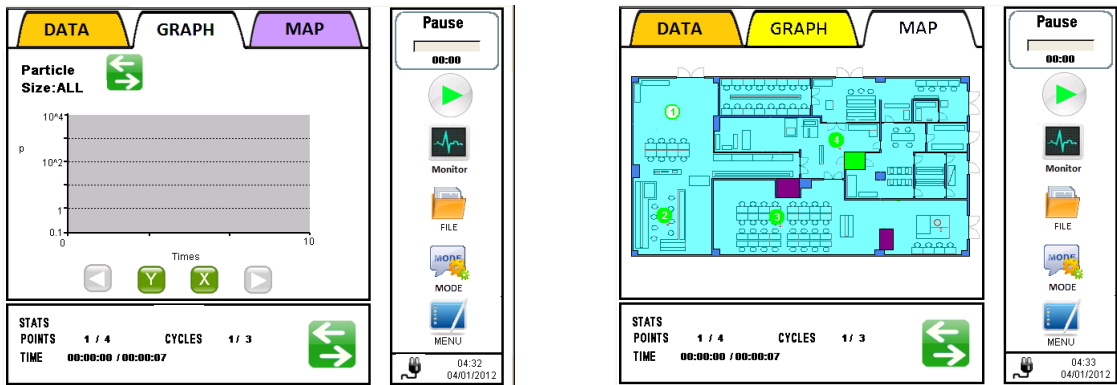 DATA GRAPH MAP
Particle
Size:ALL
10^4
p
10^2
1
0.1
0 10
Times
Y X
STATS
POINTS 1 / 4 CYCLES 1/ 3
TIME 00:00:00 / 00:00:07
Pause
00:00
Monitor
FILE
MODE
MODE
MENU
04:32
04/01/2012
DATA GRAPH MAP
1
4
2
3
STATS
POINTS 1 / 4 CYCLES 1/ 3
TIME 00:00:00 / 00:00:07
Pause
00:00
Monitor
FILE
MODE
MODE
MENU
04:33
04/01/2012